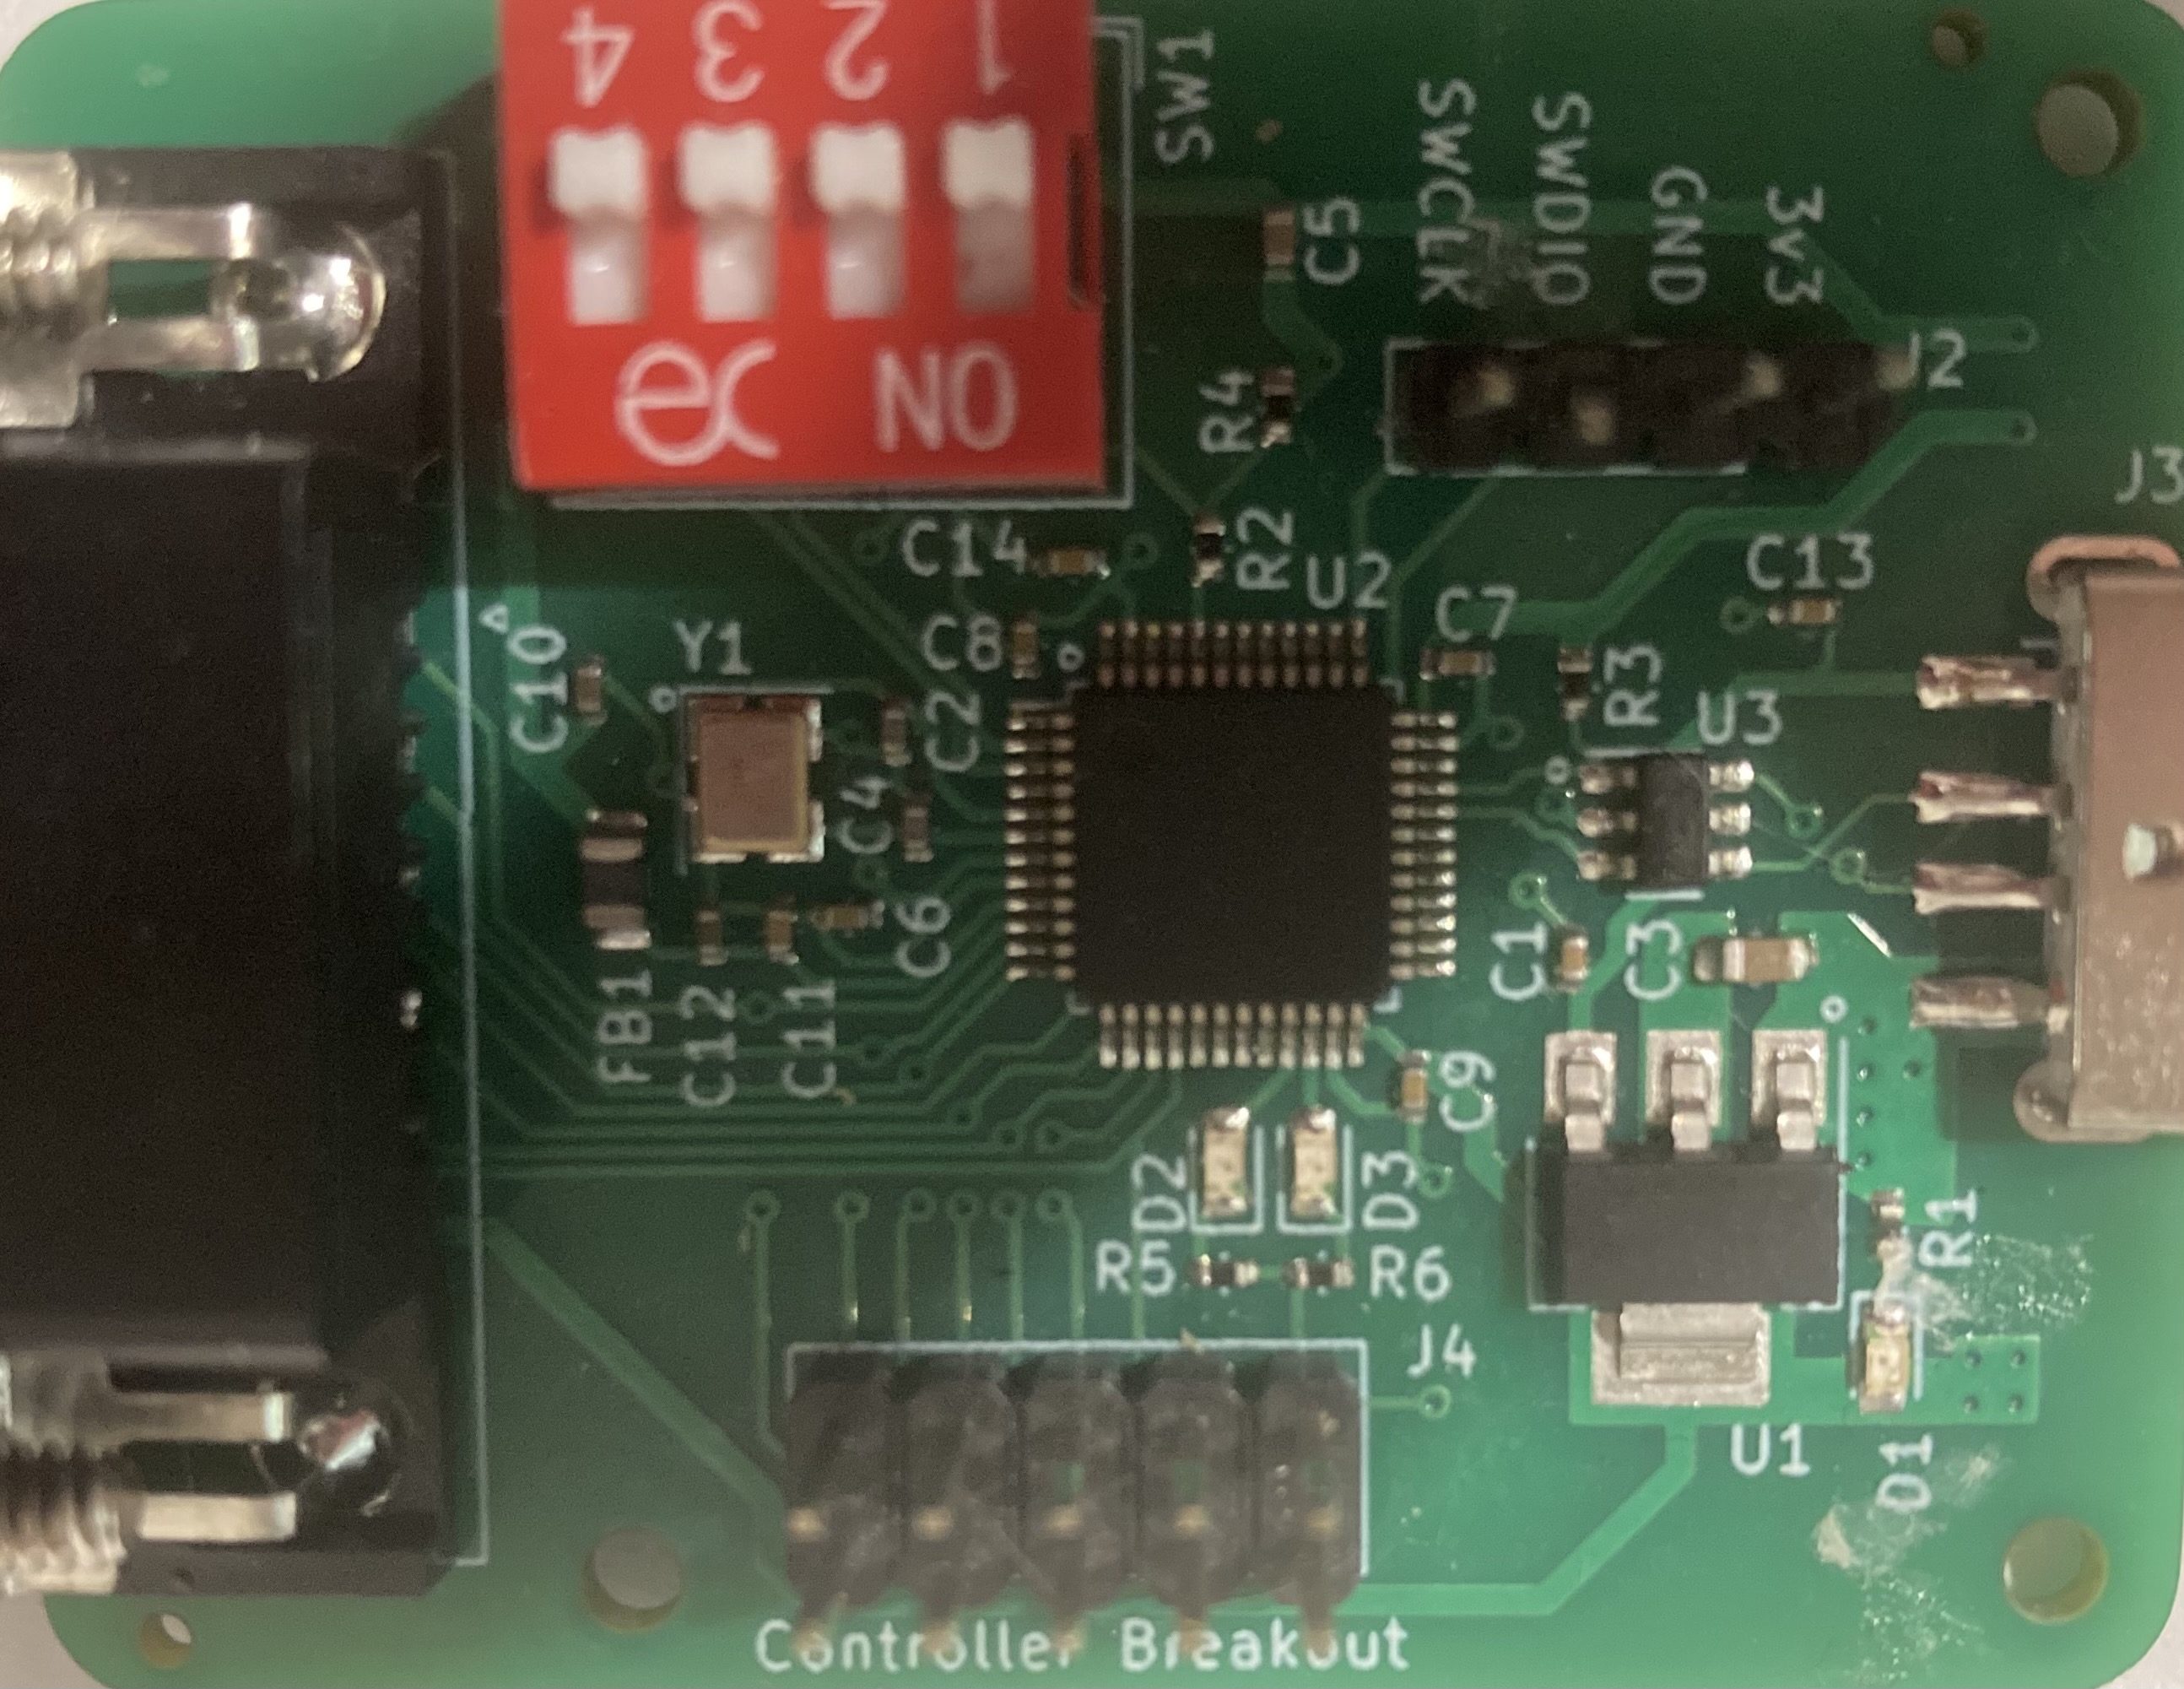 4 3 2 1
ON
SW1
SWCLK
SWDIO
GND
3v3
C5
J2
R4
J3
C14
R2
U2
C13
C7
C8
C10
Y1
C2
R3
U3
C4
C6
C1
C3
FB1
C12
C11
C9
D2
D3
R1
R5
R6
J4
U1
D1
Controller Breakout